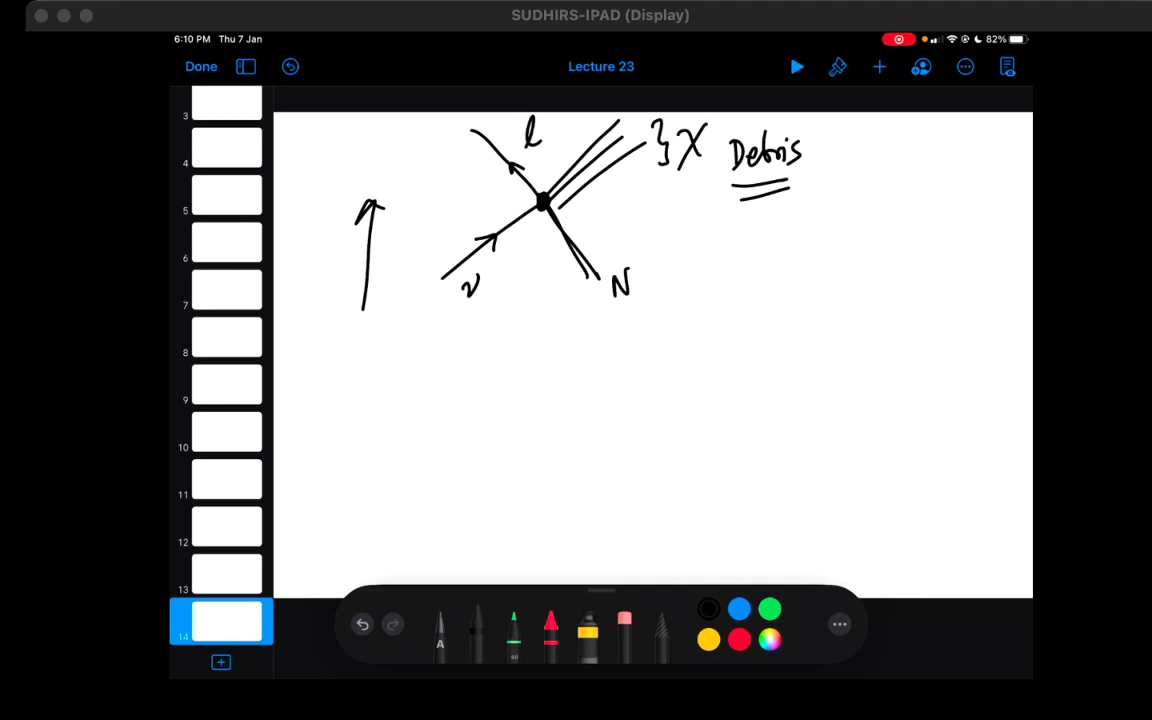 SUDHIRS-IPAD (Display)
6:10 PM Thu 7 Jan
82%
Done
Lecture 23
3
4
5
6
7
8
9
10
11
12
13
14
l
} X Debris
ν
N
A
50